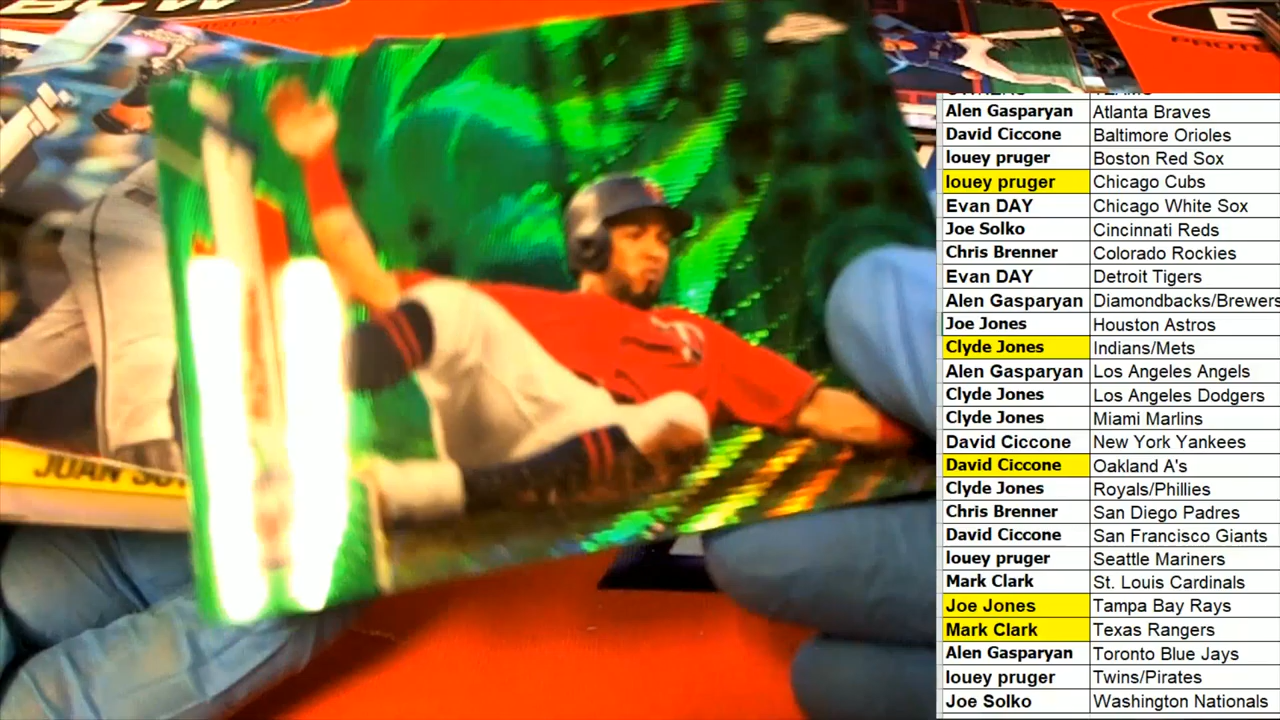 BCW
PROTE
JUAN SO
Alen Gasparyan Atlanta Braves
David Ciccone Baltimore Orioles
louey pruger Boston Red Sox
louey pruger Chicago Cubs
Evan DAY Chicago White Sox
Joe Solko Cincinnati Reds
Chris Brenner Colorado Rockies
Evan DAY Detroit Tigers
Alen Gasparyan Diamondbacks/Brewers
Joe Jones Houston Astros
Clyde Jones Indians/Mets
Alen Gasparyan Los Angeles Angels
Clyde Jones Los Angeles Dodgers
Clyde Jones Miami Marlins
David Ciccone New York Yankees
David Ciccone Oakland A's
Clyde Jones Royals/Phillies
Chris Brenner San Diego Padres
David Ciccone San Francisco Giants
louey pruger Seattle Mariners
Mark Clark St. Louis Cardinals
Joe Jones Tampa Bay Rays
Mark Clark Texas Rangers
Alen Gasparyan Toronto Blue Jays
louey pruger Twins/Pirates
Joe Solko Washington Nationals